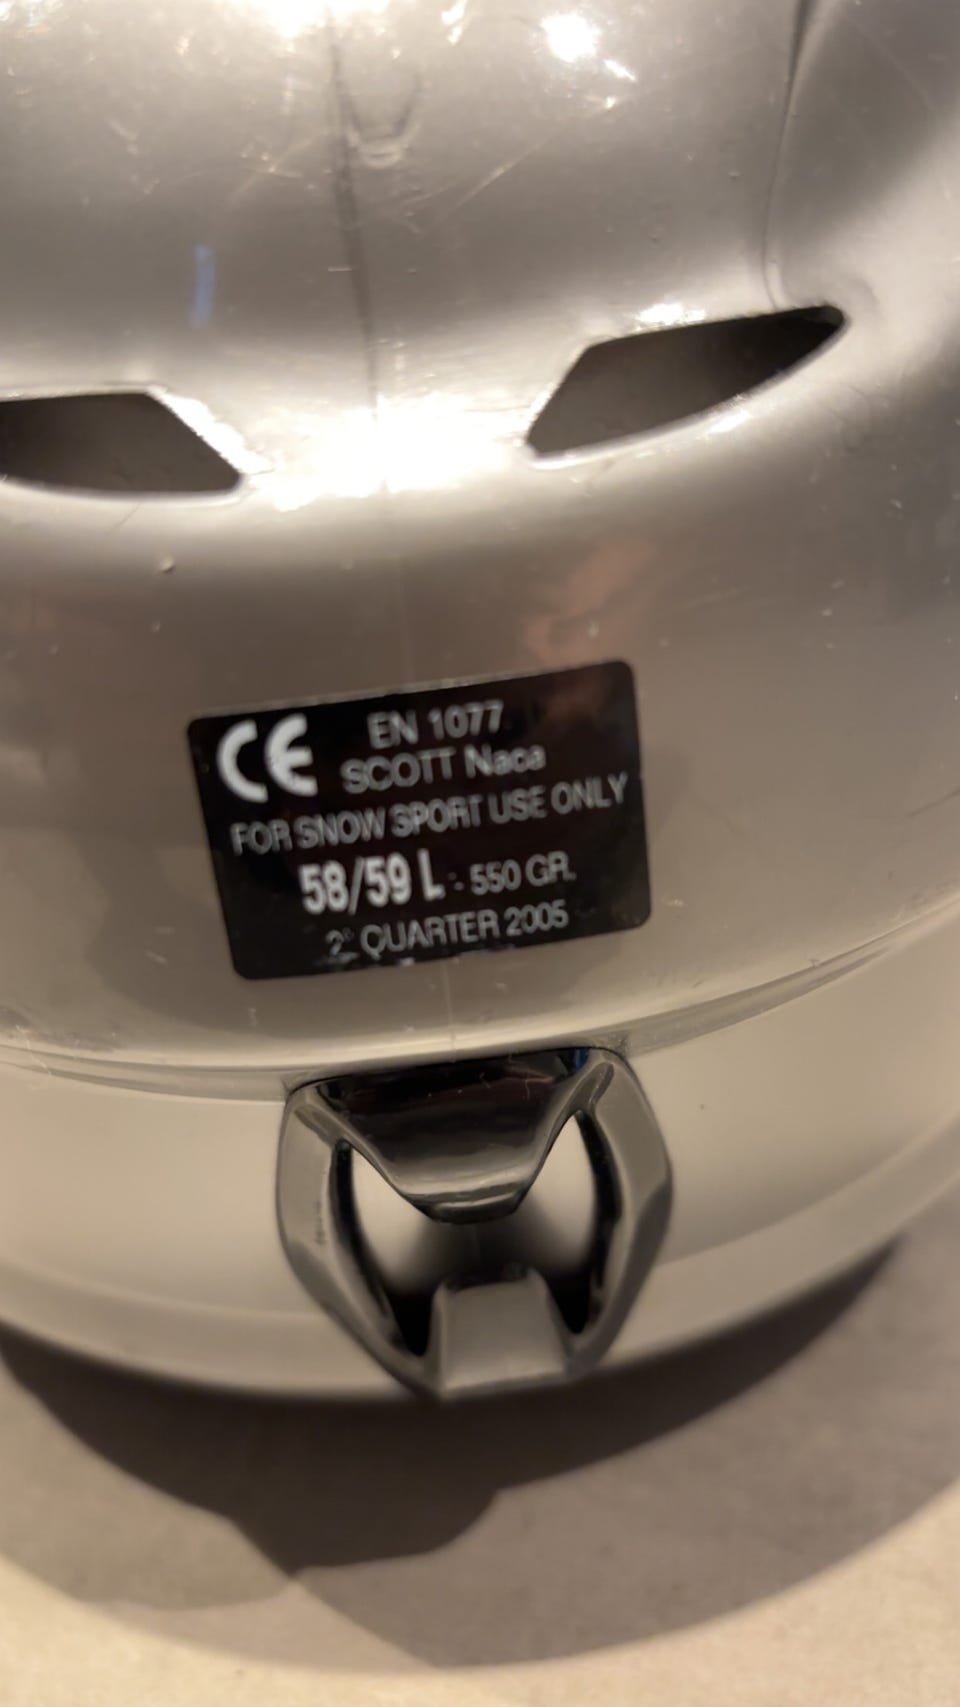 CE EN 1077
SCOTT Naca
FOR SNOW SPORT USE ONLY
58/59 L - 550 GR.
2° QUARTER 2005